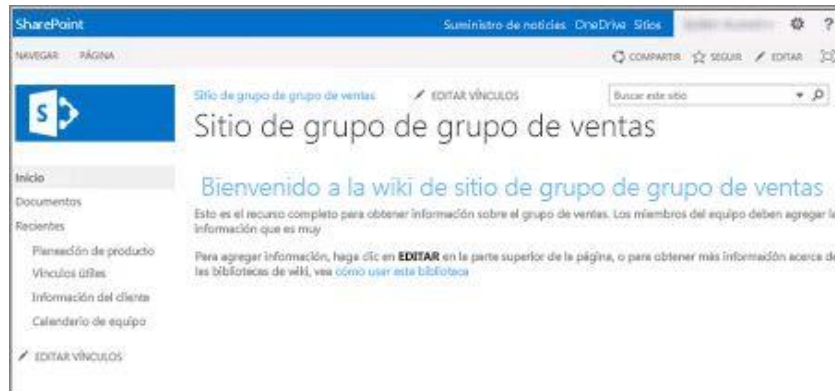 SharePoint
Suministro de noticias OneDrive Sitios
?
NAVEGAR PÁGINA
COMPARTIR SEGUIR EDITAR
S
Sitio de grupo de grupo de ventas EDITAR VÍNCULOS
Buscar este sitio
Sitio de grupo de grupo de ventas
Inicio
Documentos
Recientes
Planeación de producto
Vínculos útiles
Información del cliente
Calendario de equipo
EDITAR VÍNCULOS
Bienvenido a la wiki de sitio de grupo de grupo de ventas
Esto es el recurso completo para obtener información sobre el grupo de ventas. Los miembros del equipo deben agregar la
información que es muy
Para agregar información, haga clic en EDITAR en la parte superior de la página, o para obtener más información acerca de
las bibliotecas de wiki, vea cómo usar esta biblioteca